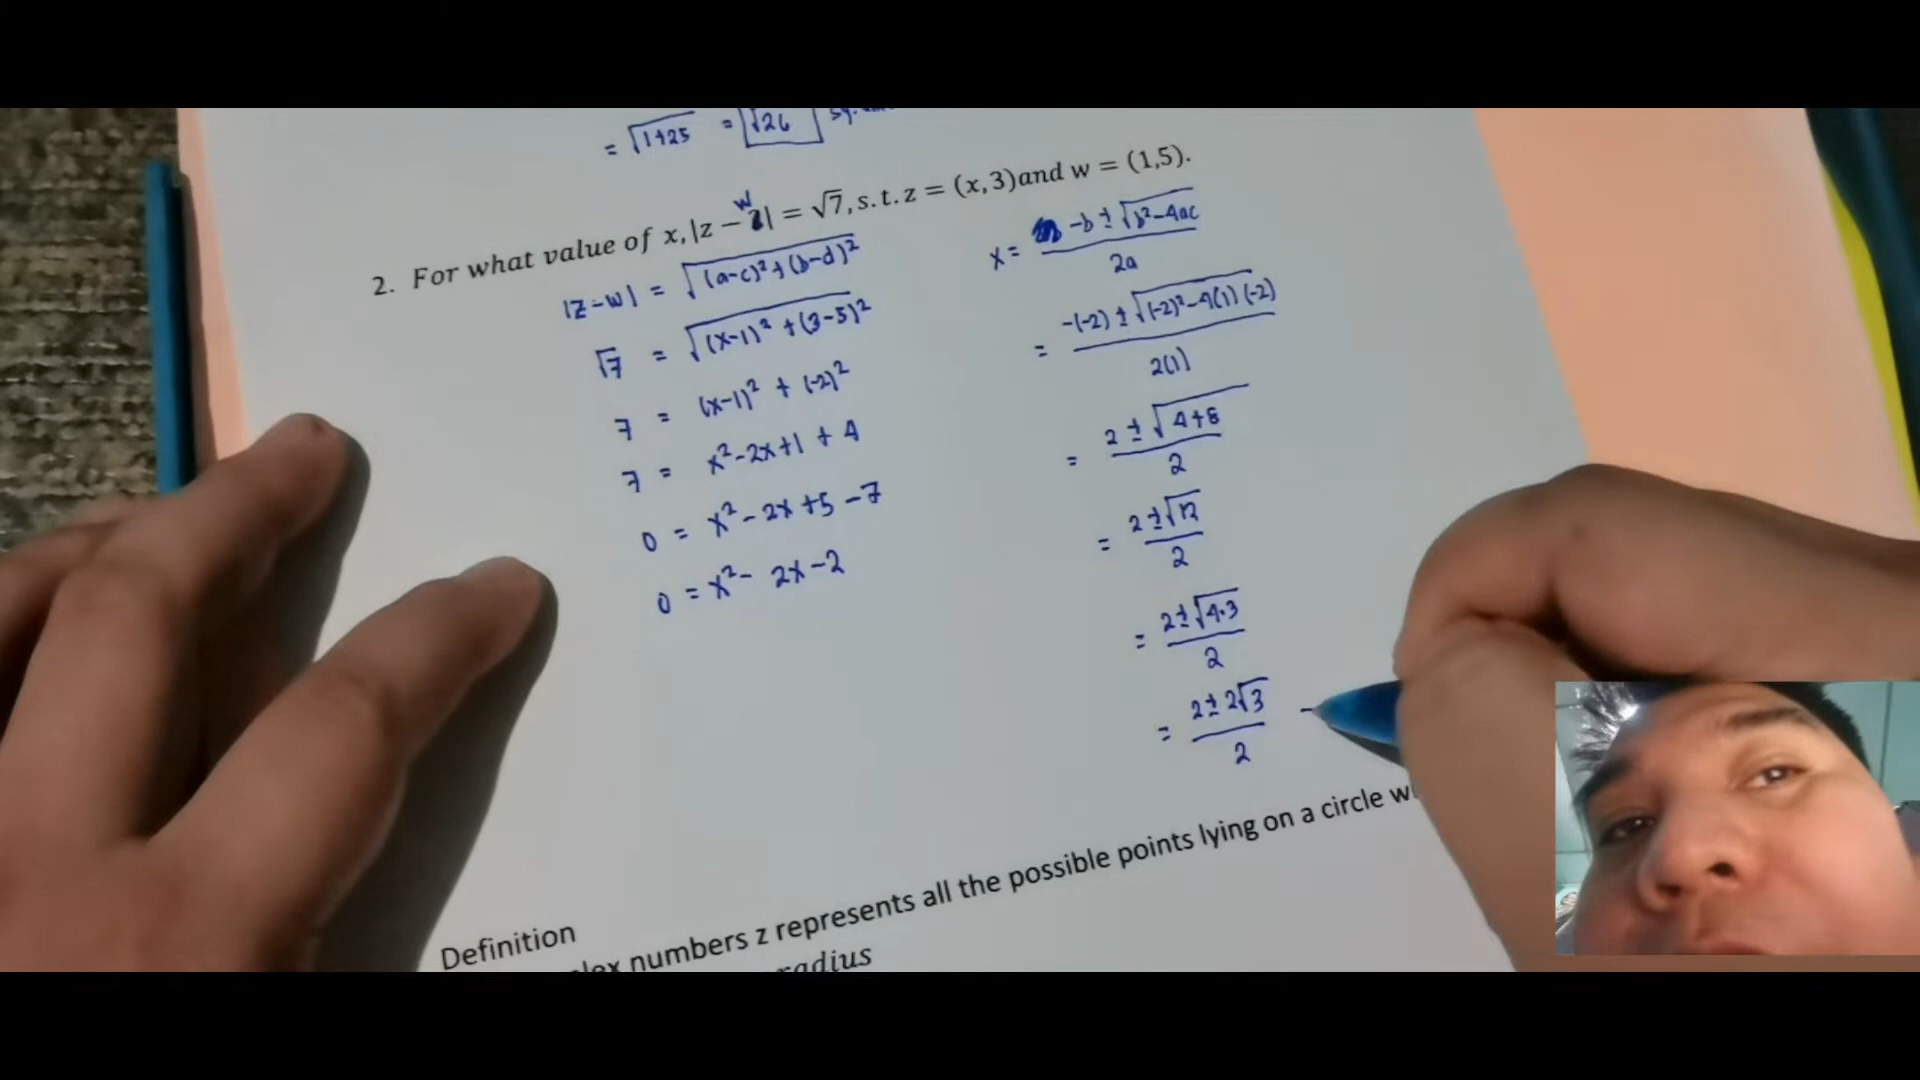 = √1+25 = √26
2. For what value of x, |z − w| = √7, s.t. z = (x, 3) and w = (1,5).
|z-w| = √(a-c)² + (b-d)²
√7 = √(x-1)² + (3-5)²
7 = (x-1)² + (-2)²
7 = x²-2x+1 + 4
0 = x²-2x+5-7
0 = x²- 2x-2
x = -b ± √b²-4ac
2a
= -(-2) ± √(-2)²-4(1)(-2)
2(1)
= 2 ± √4+8
2
= 2±√12
2
= 2±√4·3
2
= 2±2√3
2
Definition
numbers z represents all the possible points lying on a circle
radius